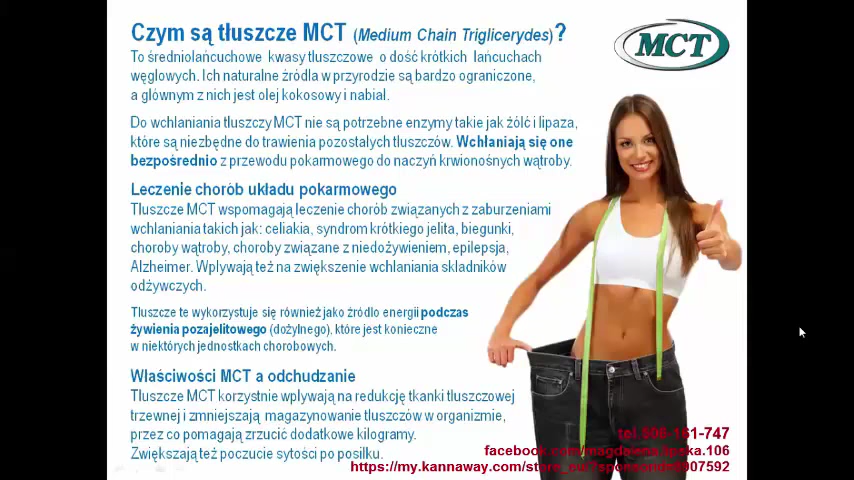 Czym są tłuszcze MCT (Medium Chain Triglicerydes)?
To średniołańcuchowe kwasy tłuszczowe o dość krótkich łańcuchach
węglowych. Ich naturalne źródła w przyrodzie są bardzo ograniczone,
a głównym z nich jest olej kokosowy i nabiał.
MCT
Do wchłaniania tłuszczy MCT nie są potrzebne enzymy takie jak żółć i lipaza,
które są niezbędne do trawienia pozostałych tłuszczów. Wchłaniają się one
bezpośrednio z przewodu pokarmowego do naczyń krwionośnych wątroby.
Leczenie chorób układu pokarmowego
Tłuszcze MCT wspomagają leczenie chorób związanych z zaburzeniami
wchłaniania takich jak: celiakia, syndrom krótkiego jelita, biegunki,
choroby wątroby, choroby związane z niedożywieniem, epilepsja,
Alzheimer. Wpływają też na zwiększenie wchłaniania składników
odżywczych.
Tłuszcze te wykorzystuje się również jako źródło energii podczas
żywienia pozajelitowego (dożylnego), które jest konieczne
w niektórych jednostkach chorobowych.
Właściwości MCT a odchudzanie
Tłuszcze MCT korzystnie wpływają na redukcję tkanki tłuszczowej
trzewnej i zmniejszają magazynowanie tłuszczów w organizmie,
przez co pomagają zrzucić dodatkowe kilogramy.
Zwiększają też poczucie sytości po posiłku.
tel.506-161-747
facebook.com/magdalena.lipska.106
https://my.kannaway.com/store_eu/?sponsorid=6007592